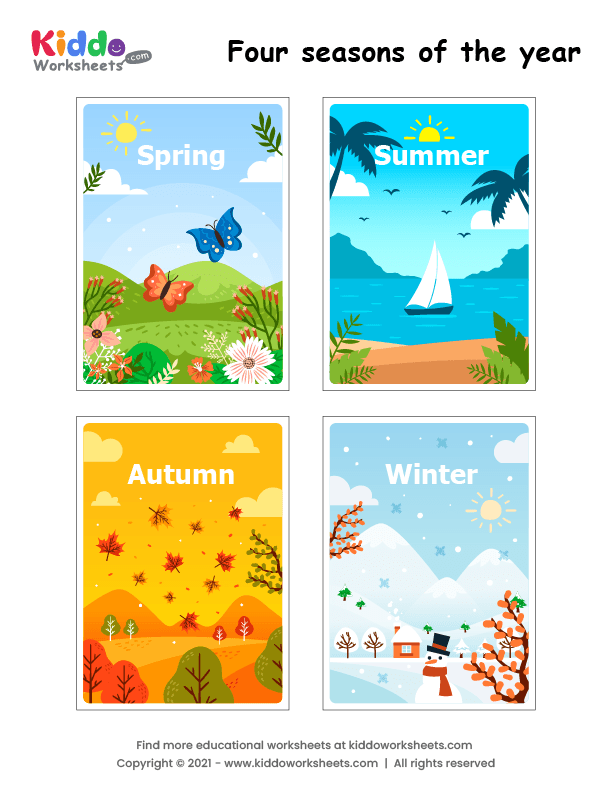 Kiddo
Worksheets.com
Four seasons of the year
Spring
Summer
Autumn
Winter
Find more educational worksheets at kiddoworksheets.com
Copyright © 2021 - www.kiddoworksheets.com | All rights reserved